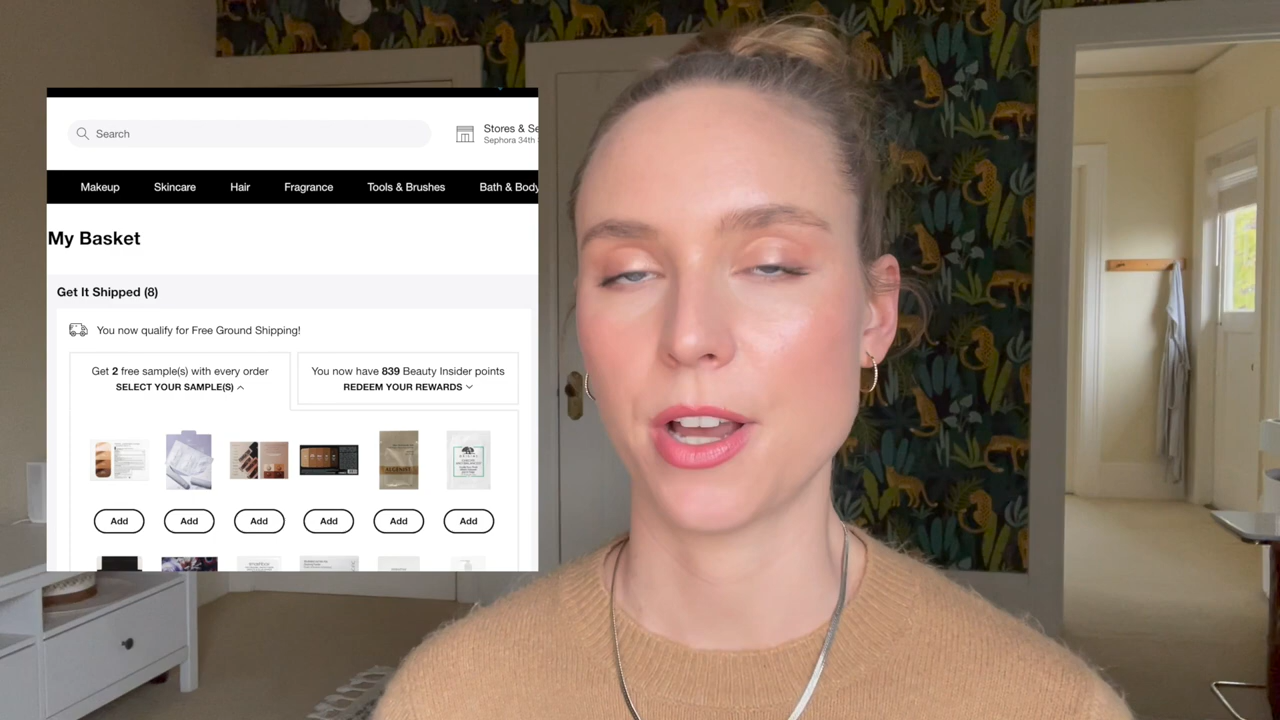 Search
Stores & Se
Sephora 34th
Makeup Skincare Hair Fragrance Tools & Brushes Bath & Body
My Basket
Get It Shipped (8)
You now qualify for Free Ground Shipping!
Get 2 free sample(s) with every order
SELECT YOUR SAMPLE(S)
You now have 839 Beauty Insider points
REDEEM YOUR REWARDS
ALGENIST
ORIGINS
Add Add Add Add Add Add